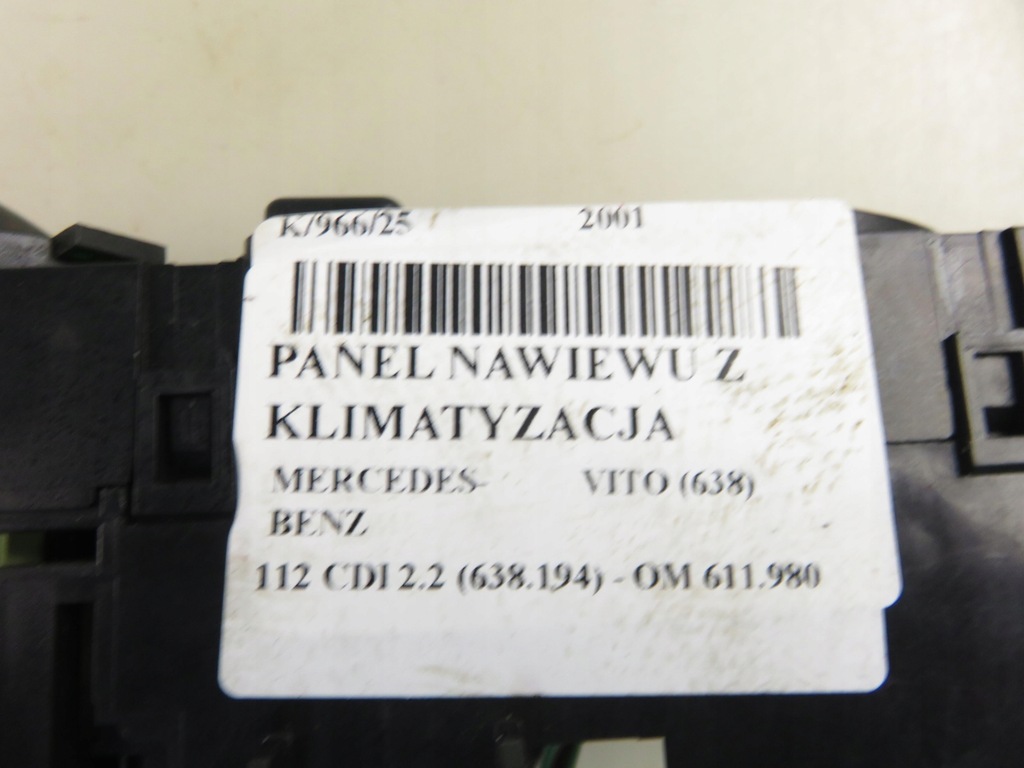 K/966/25 2001
PANEL NAWIEWU Z
KLIMATYZACJA
MERCEDES- VITO (638)
BENZ
112 CDI 2.2 (638.194) - OM 611.980